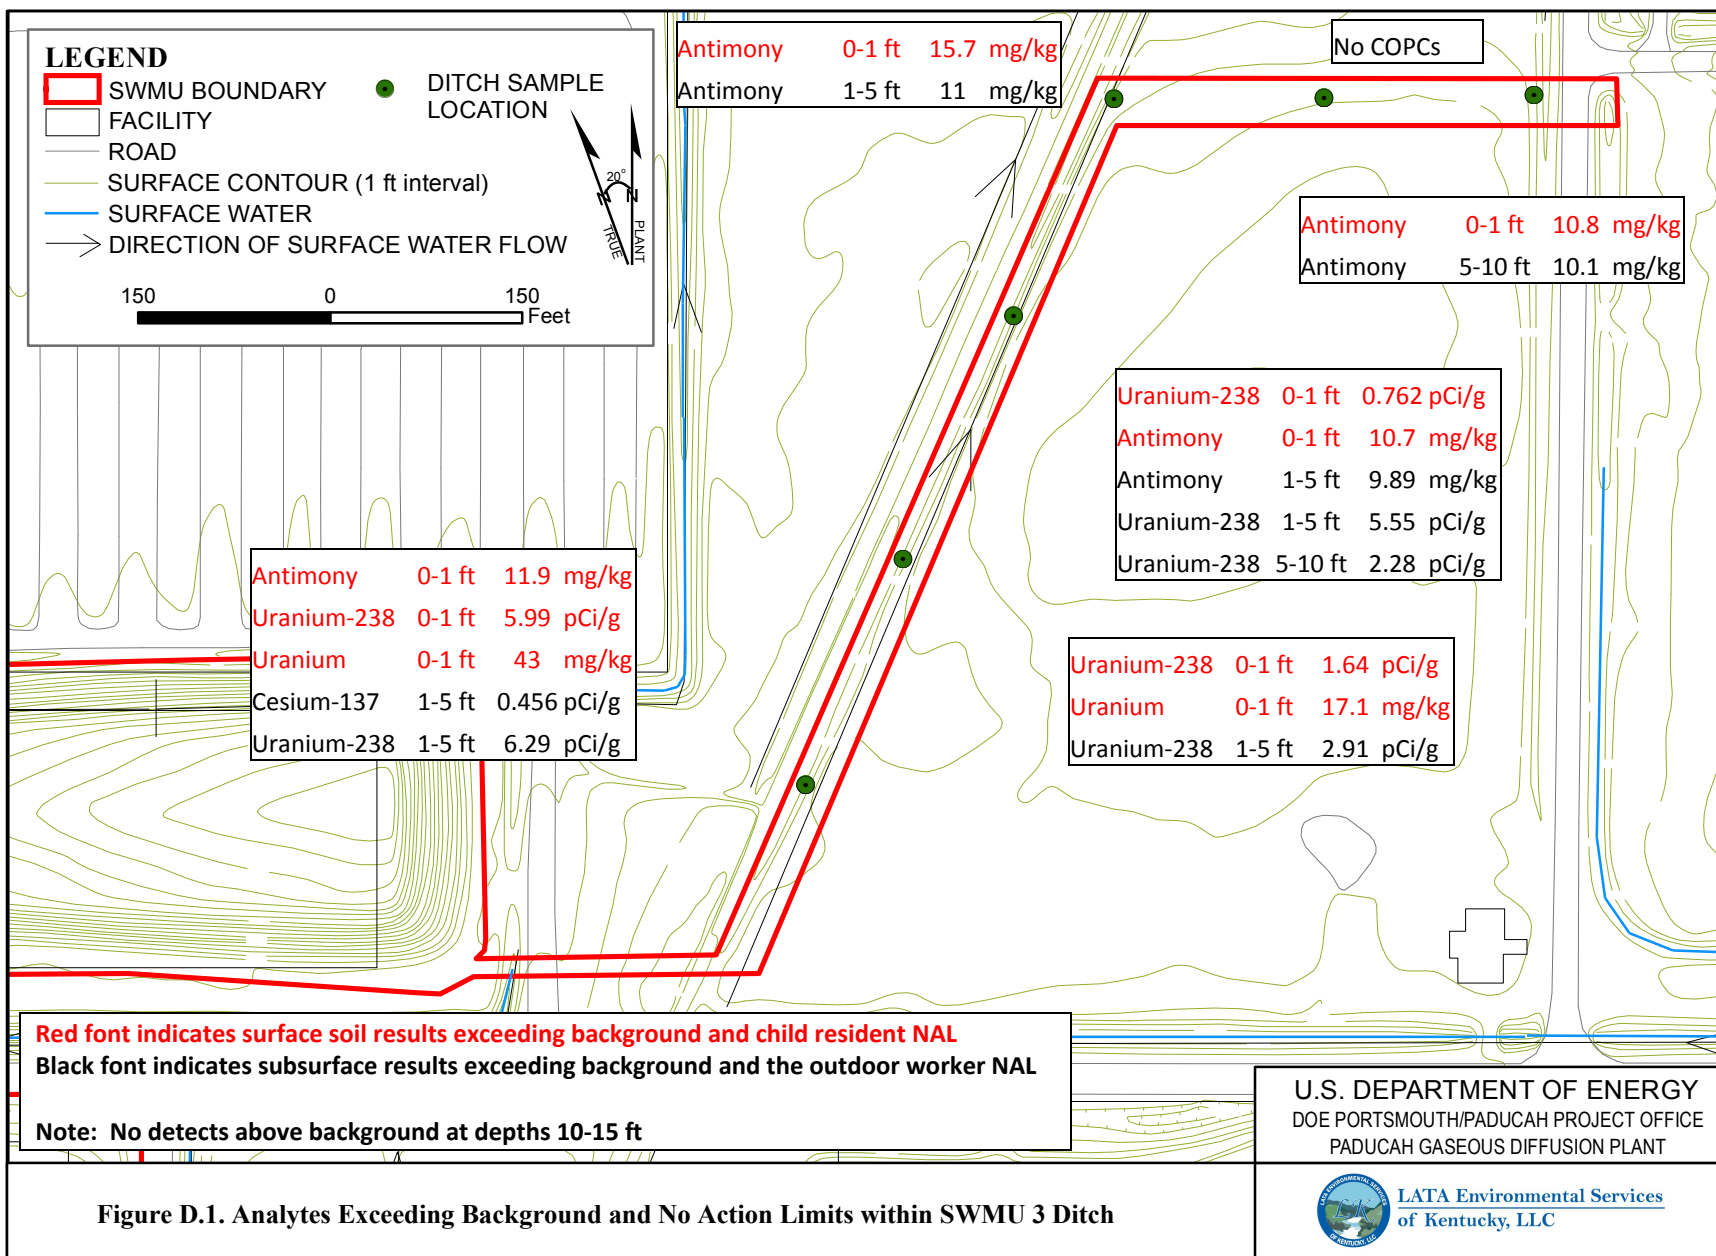 LEGEND
SWMU BOUNDARY
FACILITY
ROAD
SURFACE CONTOUR (1 ft interval)
SURFACE WATER
DIRECTION OF SURFACE WATER FLOW
DITCH SAMPLE
LOCATION
20°
N N
TRUE PLANT
150 0 150
Feet
Antimony 0-1 ft 15.7 mg/kg
Antimony 1-5 ft 11 mg/kg
No COPCs
Antimony 0-1 ft 10.8 mg/kg
Antimony 5-10 ft 10.1 mg/kg
Uranium-238 0-1 ft 0.762 pCi/g
Antimony 0-1 ft 10.7 mg/kg
Antimony 1-5 ft 9.89 mg/kg
Uranium-238 1-5 ft 5.55 pCi/g
Uranium-238 5-10 ft 2.28 pCi/g
Antimony 0-1 ft 11.9 mg/kg
Uranium-238 0-1 ft 5.99 pCi/g
Uranium 0-1 ft 43 mg/kg
Cesium-137 1-5 ft 0.456 pCi/g
Uranium-238 1-5 ft 6.29 pCi/g
Uranium-238 0-1 ft 1.64 pCi/g
Uranium 0-1 ft 17.1 mg/kg
Uranium-238 1-5 ft 2.91 pCi/g
Red font indicates surface soil results exceeding background and child resident NAL
Black font indicates subsurface results exceeding background and the outdoor worker NAL
Note: No detects above background at depths 10-15 ft
U.S. DEPARTMENT OF ENERGY
DOE PORTSMOUTH/PADUCAH PROJECT OFFICE
PADUCAH GASEOUS DIFFUSION PLANT
Figure D.1. Analytes Exceeding Background and No Action Limits within SWMU 3 Ditch
LATA ENVIRONMENTAL SERVICES
LK
OF KENTUCKY, LLC
LATA Environmental Services
of Kentucky, LLC